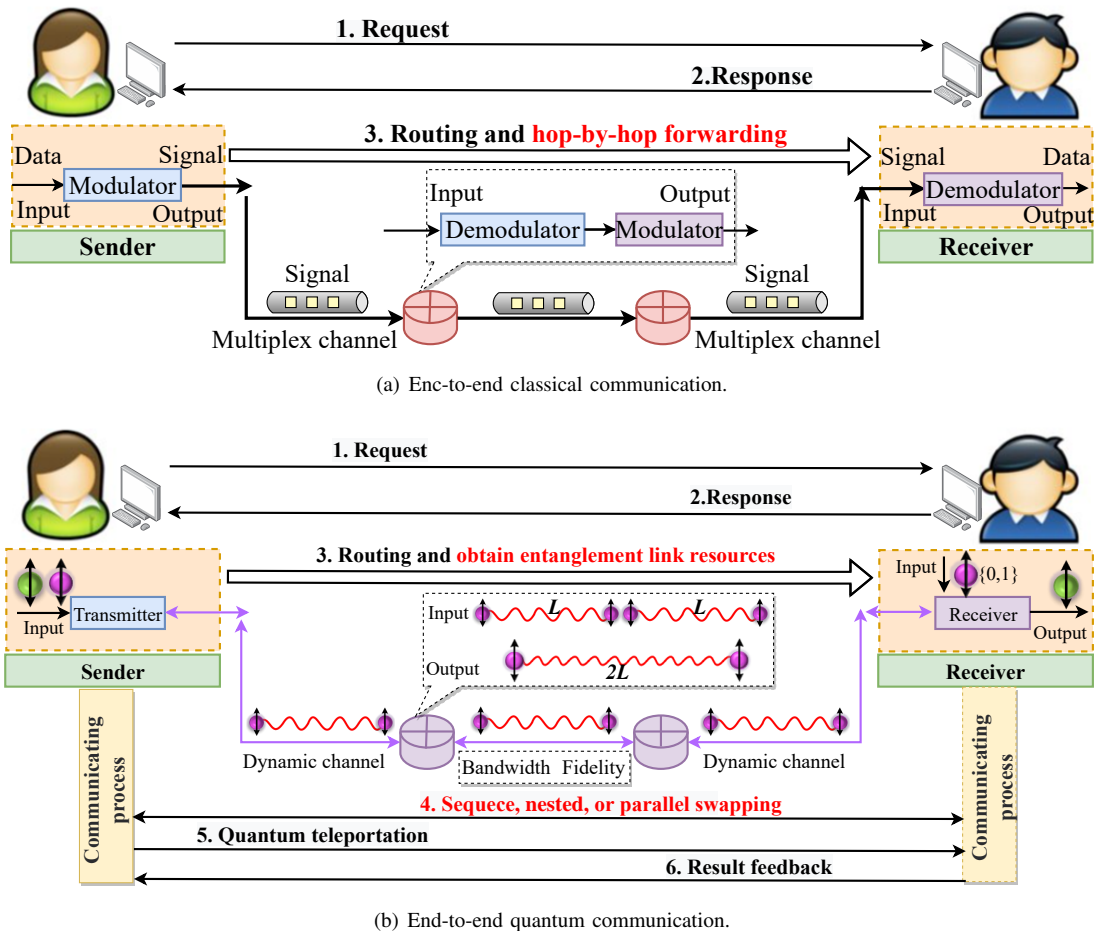 1. Request
2.Response
3. Routing and hop-by-hop forwarding
Data
Signal
Modulator
Input
Output
Sender
Input
Output
Demodulator
Modulator
Signal
Demodulator
Data
Input
Output
Receiver
Signal
Signal
Multiplex channel
Multiplex channel
(a) Enc-to-end classical communication.
1. Request
2.Response
3. Routing and obtain entanglement link resources
Input
Transmitter
Sender
Input
L
L
Output
2L
Input
{0,1}
Receiver
Output
Receiver
Dynamic channel
Bandwidth Fidelity
Dynamic channel
Communicating
process
4. Sequece, nested, or parallel swapping
5. Quantum teleportation
6. Result feedback
Communicating
process
(b) End-to-end quantum communication.